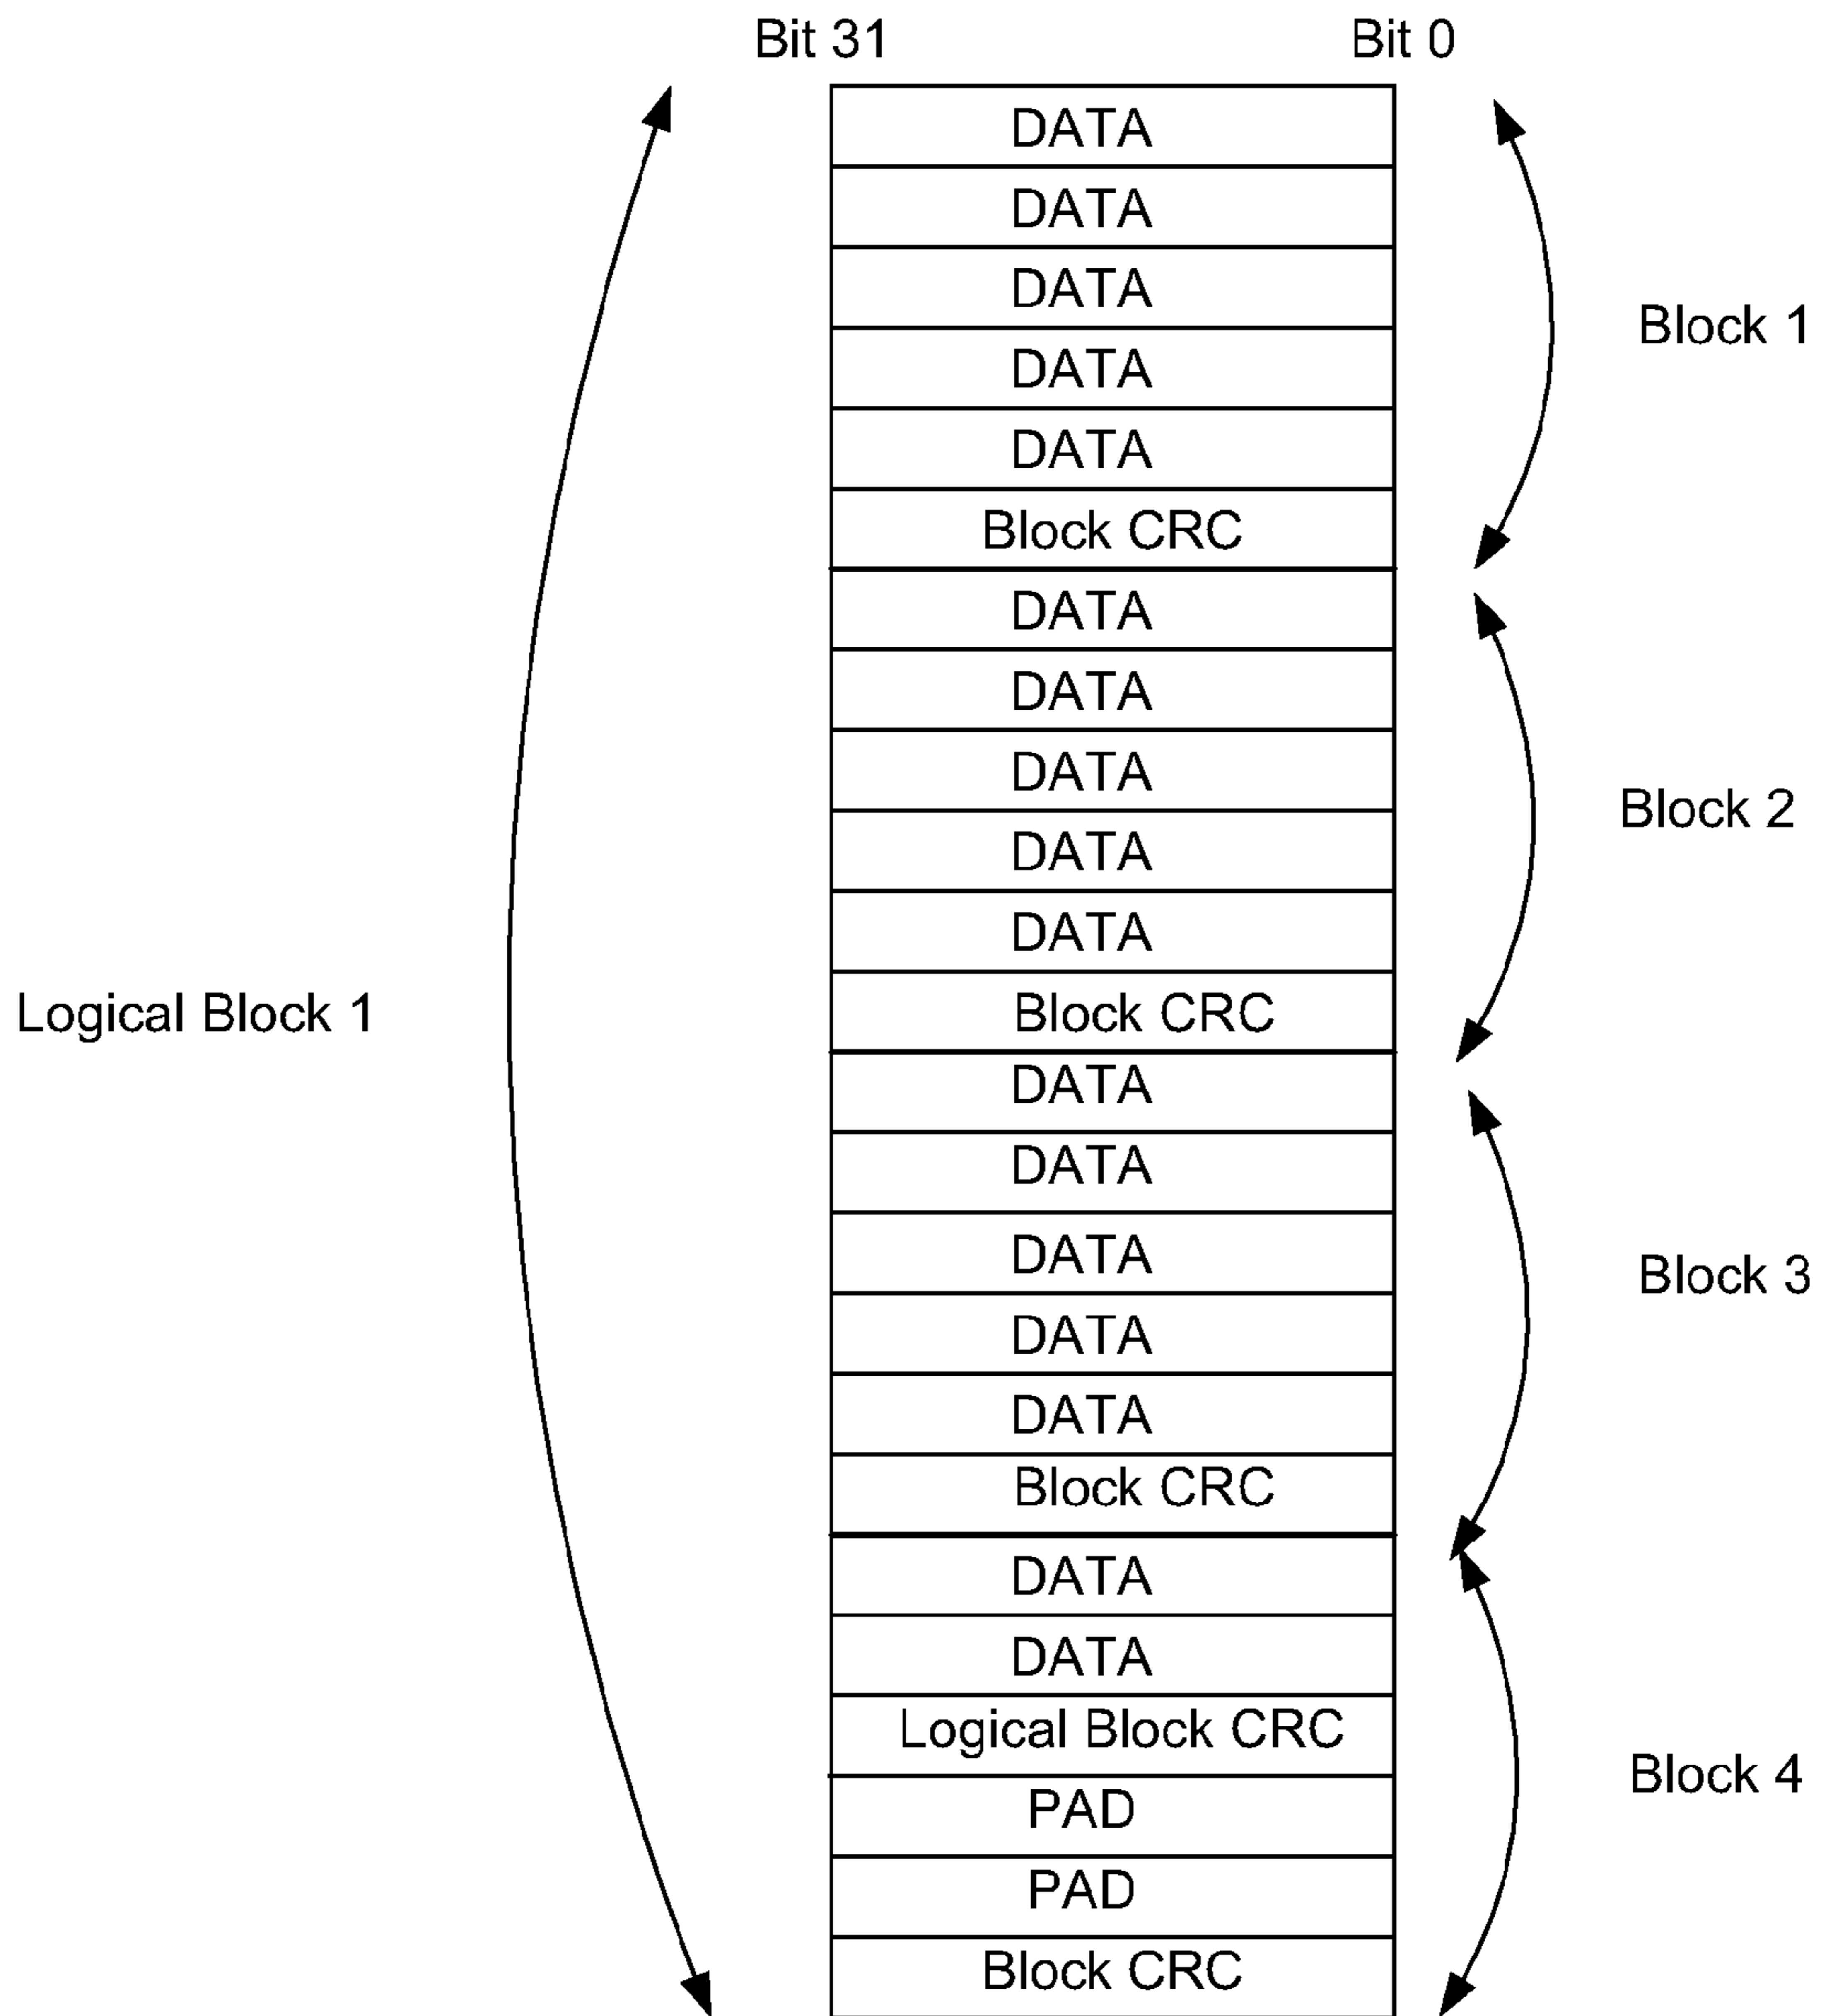 Bit 31
Bit 0
DATA
DATA
DATA
DATA
Block 1
DATA
Block CRC
DATA
DATA
DATA
Block 2
DATA
DATA
Logical Block 1
Block CRC
DATA
DATA
DATA
Block 3
DATA
DATA
Block CRC
DATA
DATA
Logical Block CRC
Block 4
PAD
PAD
Block CRC